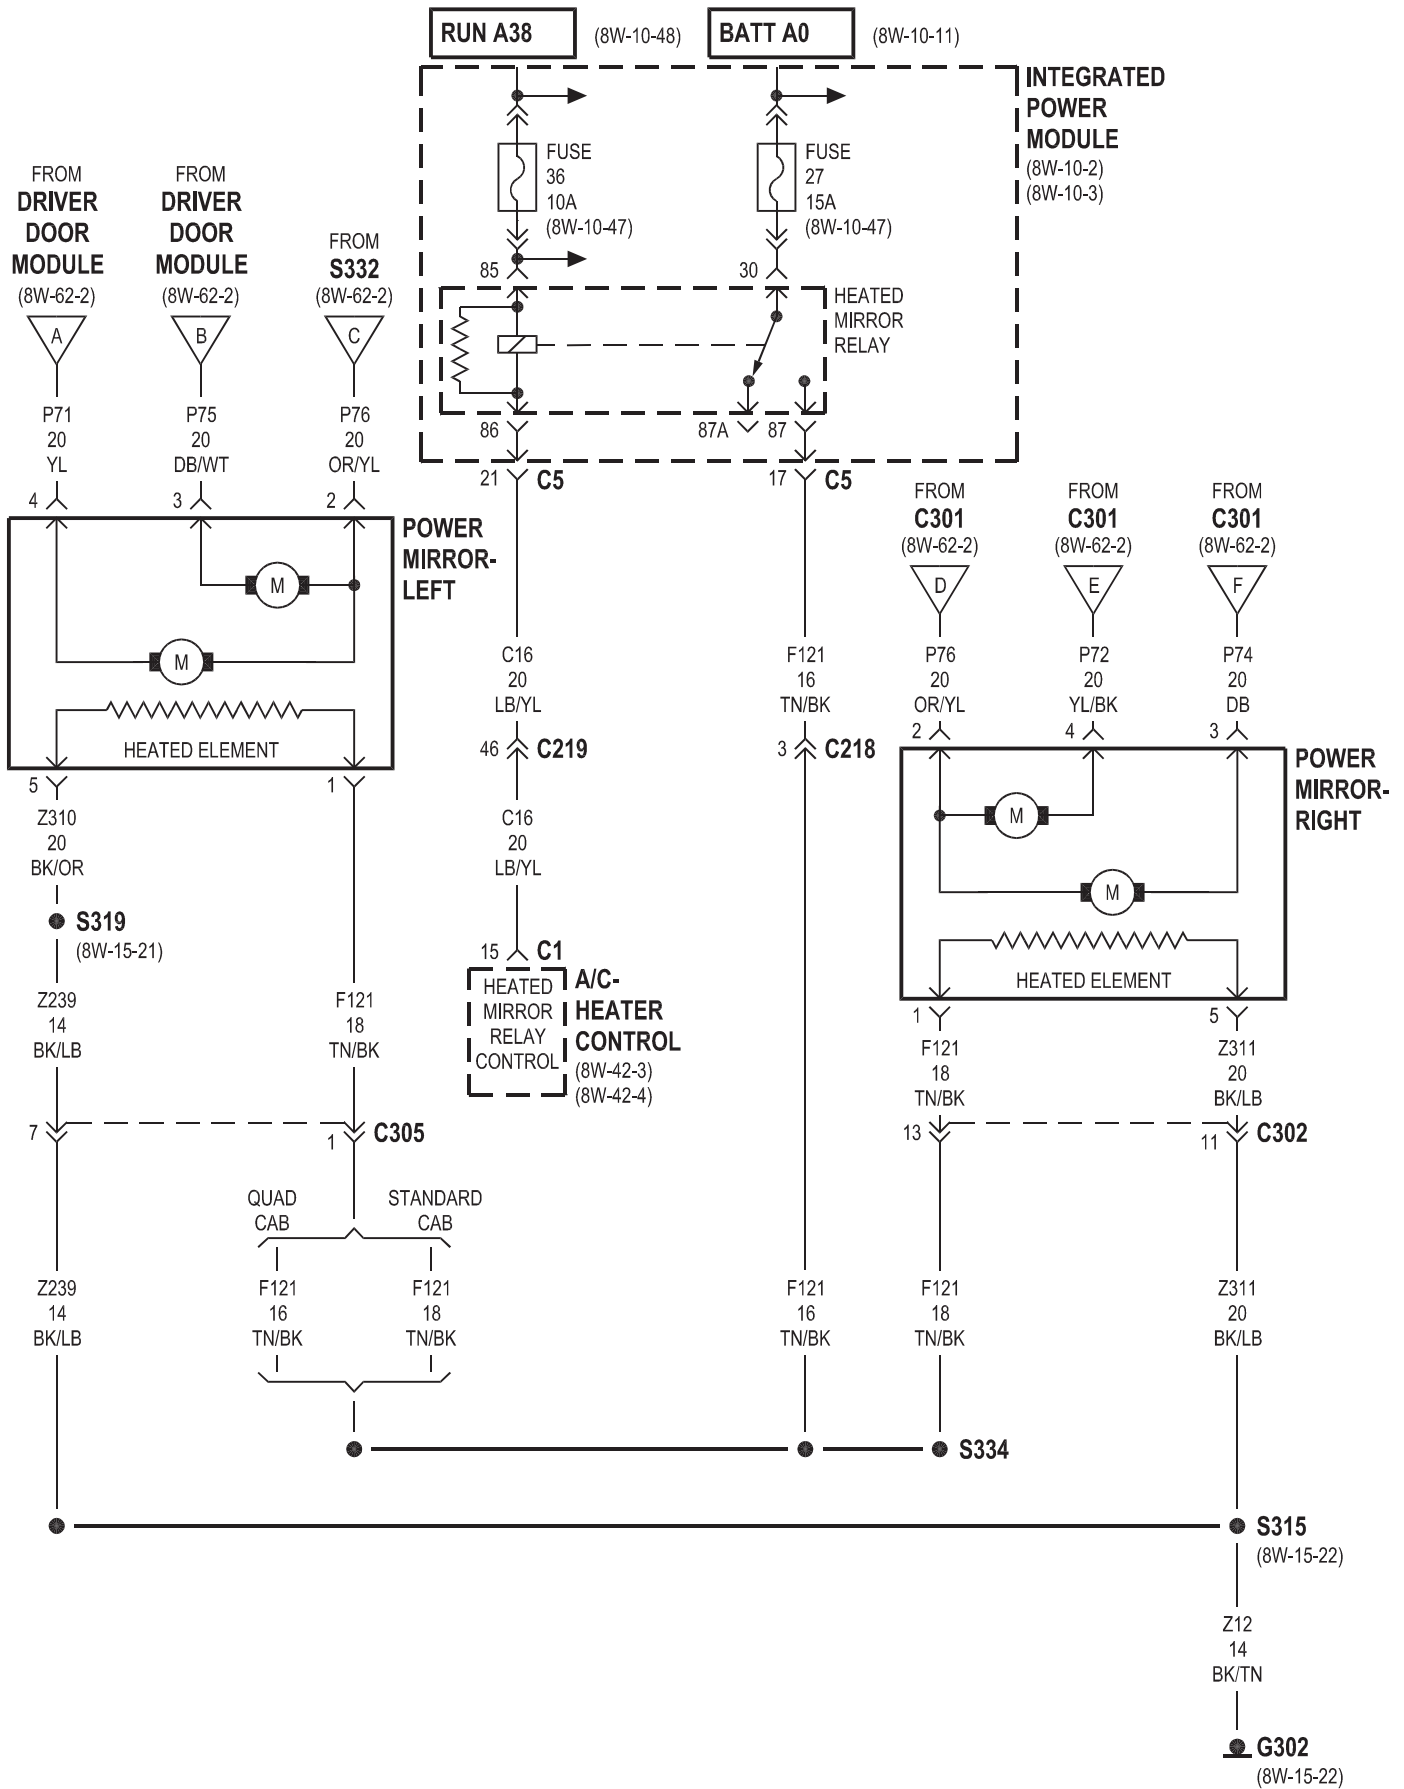 RUN A38
(8W-10-48)
BATT A0
(8W-10-11)
INTEGRATED
POWER
MODULE
(8W-10-2)
(8W-10-3)
FUSE
36
10A
(8W-10-47)
FUSE
27
15A
(8W-10-47)
FROM
DRIVER
DOOR
MODULE
(8W-62-2)
A
FROM
DRIVER
DOOR
MODULE
(8W-62-2)
B
FROM
S332
(8W-62-2)
C
85
30
HEATED
MIRROR
RELAY
86
87A
87
21
C5
17
C5
P71
20
YL
P75
20
DB/WT
P76
20
OR/YL
4
3
2
POWER
MIRROR-
LEFT
M
M
HEATED ELEMENT
5
1
FROM
C301
(8W-62-2)
D
FROM
C301
(8W-62-2)
E
FROM
C301
(8W-62-2)
F
C16
20
LB/YL
F121
16
TN/BK
P76
20
OR/YL
P72
20
YL/BK
P74
20
DB
46
C219
3
C218
2
4
3
POWER
MIRROR-
RIGHT
M
M
HEATED ELEMENT
1
5
Z310
20
BK/OR
C16
20
LB/YL
S319
(8W-15-21)
15
C1
HEATED
MIRROR
RELAY
CONTROL
A/C-
HEATER
CONTROL
(8W-42-3)
(8W-42-4)
Z239
14
BK/LB
F121
18
TN/BK
F121
18
TN/BK
Z311
20
BK/LB
7
1
C305
13
11
C302
QUAD
CAB
STANDARD
CAB
Z239
14
BK/LB
F121
16
TN/BK
F121
18
TN/BK
F121
16
TN/BK
F121
18
TN/BK
Z311
20
BK/LB
S334
S315
(8W-15-22)
Z12
14
BK/TN
G302
(8W-15-22)